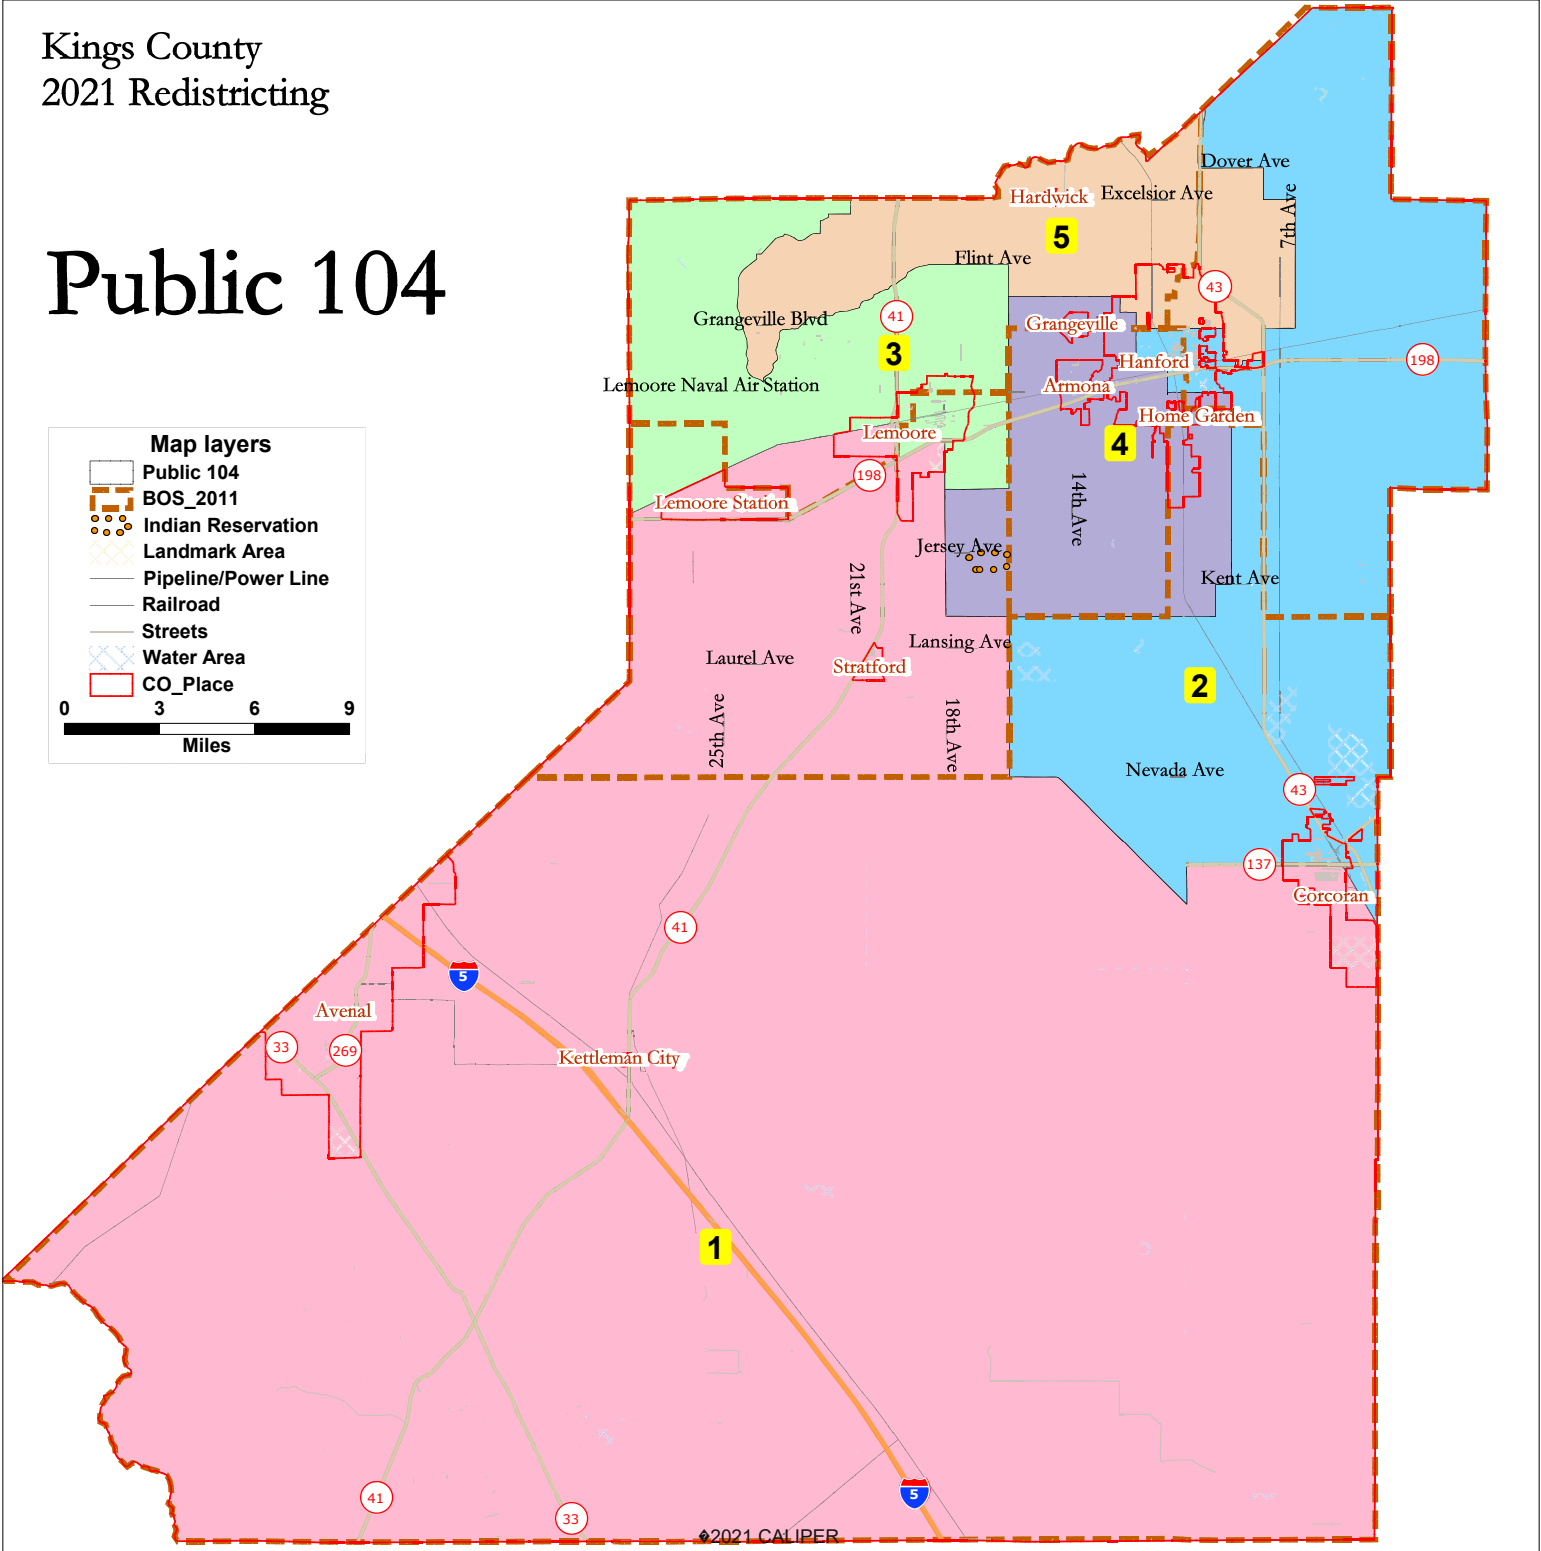 Kings County
2021 Redistricting
Public 104
Dover Ave
Excelsior Ave
Hardwick
7th Ave
5
Flint Ave
43
Grangeville Blvd
41
Grangeville
3
Hanford
198
Lemoore Naval Air Station
Armona
Home Garden
Lemoore
4
198
Lemoore Station
14th Ave
Jersey Ave
21st Ave
Kent Ave
Lansing Ave
Laurel Ave
Stratford
2
25th Ave
18th Ave
Nevada Ave
43
137
Corcoran
41
5
Avenal
33
269
Kettleman City
1
41
33
5
Map layers
Public 104
BOS_2011
Indian Reservation
Landmark Area
Pipeline/Power Line
Railroad
Streets
Water Area
CO_Place
0 3 6 9
Miles
�2021 CALIPER